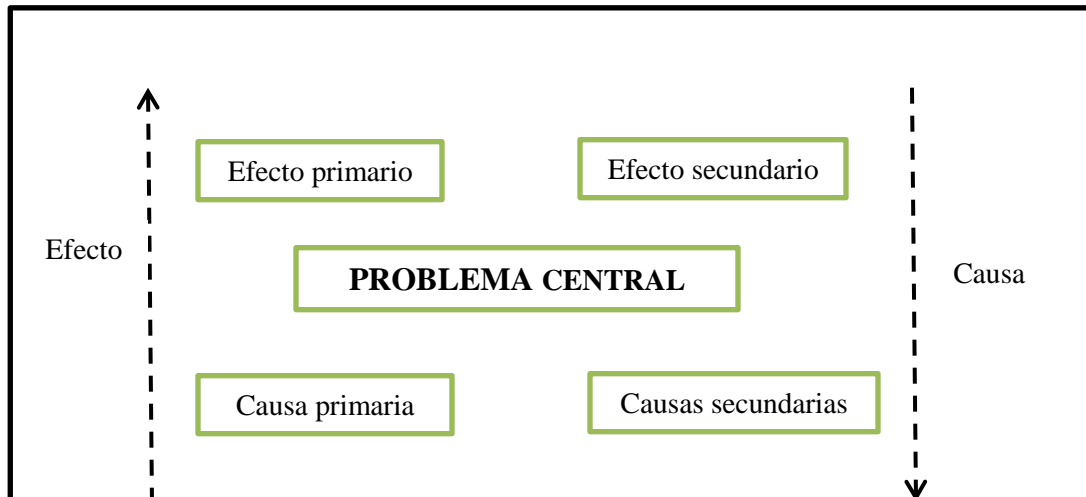 Efecto primario
Efecto secundario
Efecto
PROBLEMA CENTRAL
Causa
Causa primaria
Causas secundarias